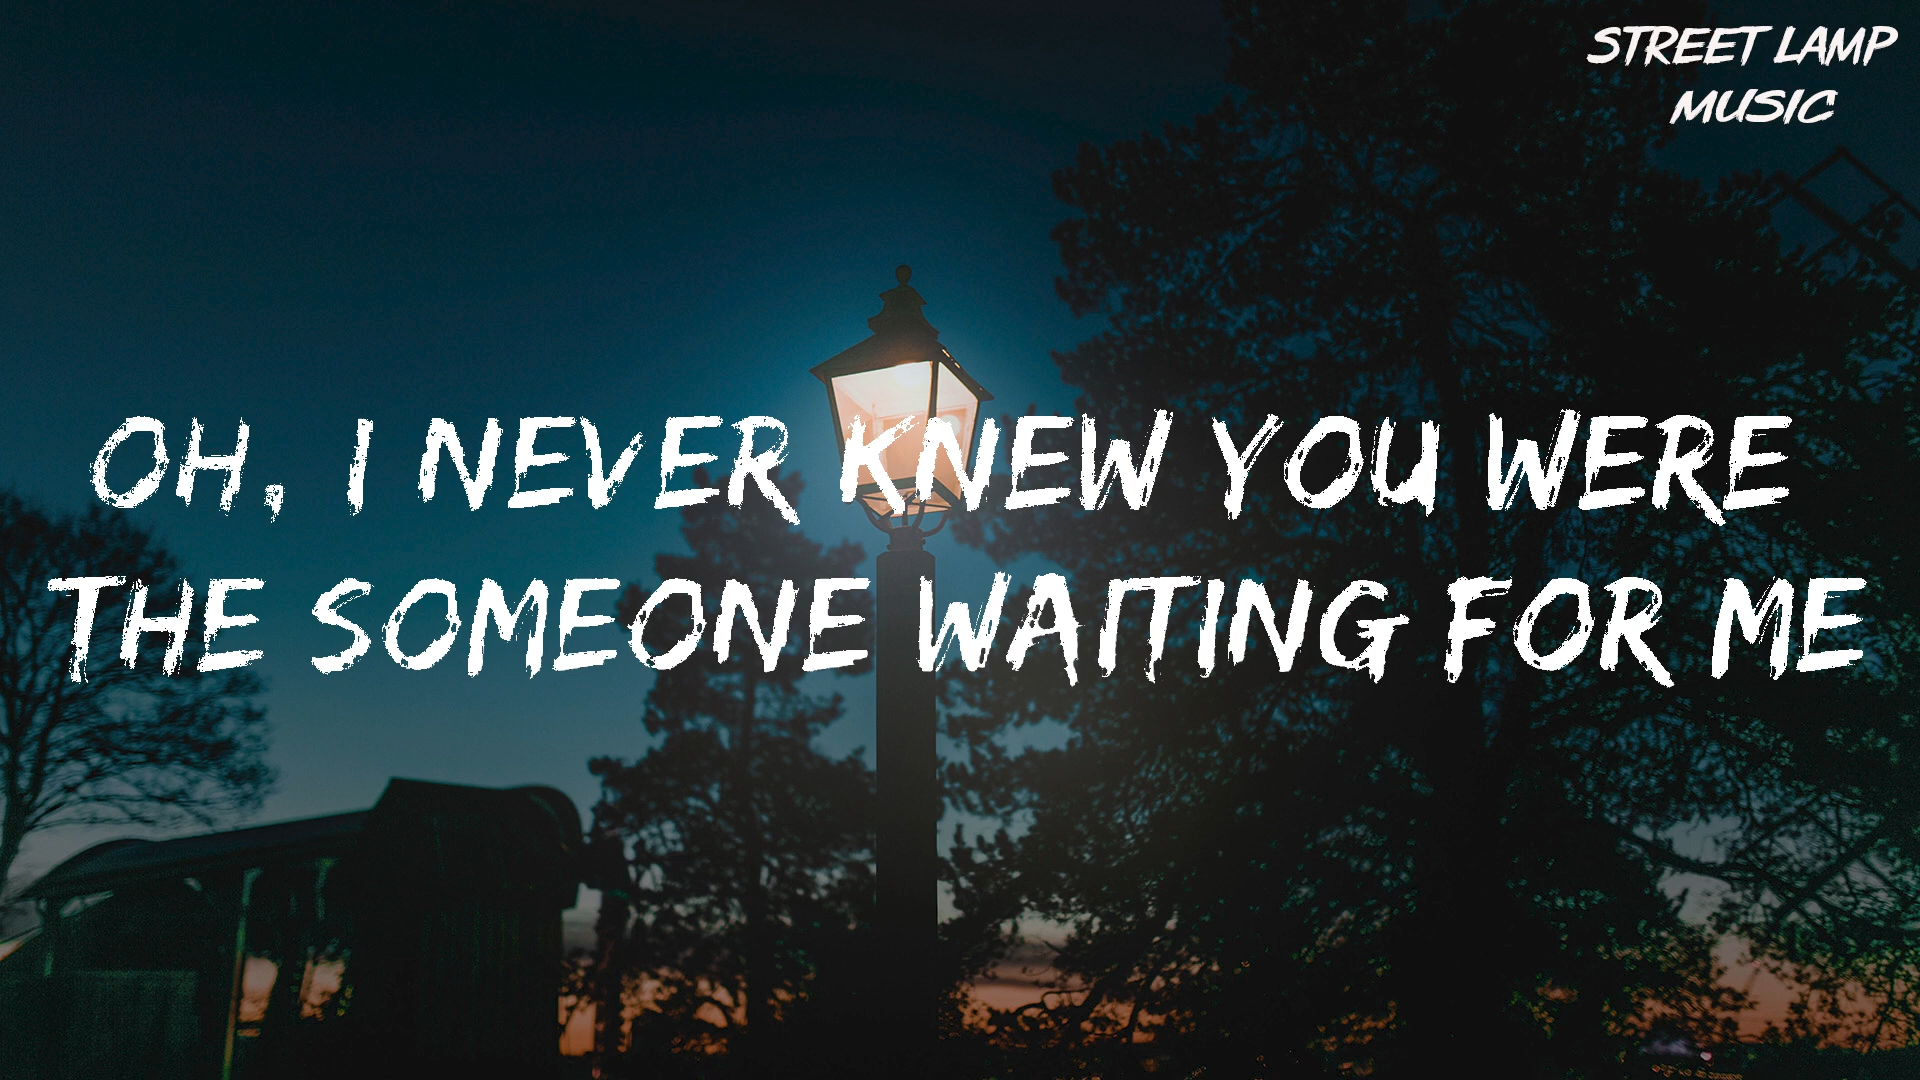 STREET LAMP
MUSIC
OH, I NEVER KNEW YOU WERE
THE SOMEONE WAITING FOR ME